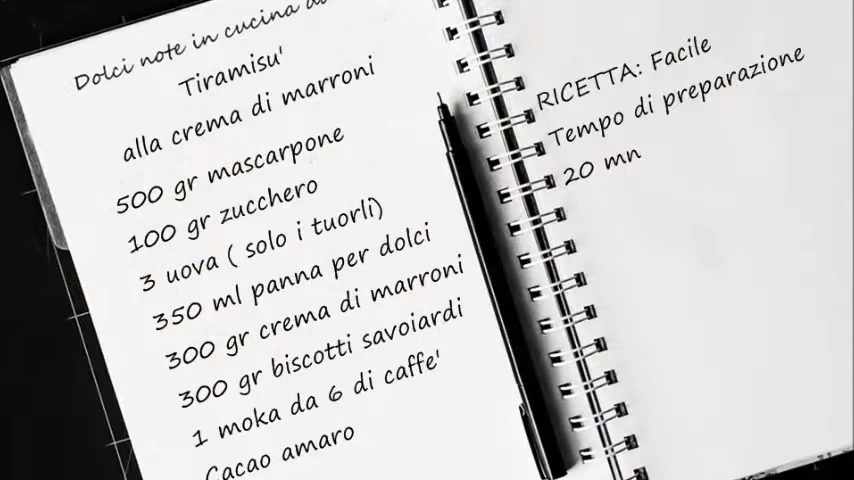 Dolci note in cucina
Tiramisu'
alla crema di marroni
500 gr mascarpone
100 gr zucchero
3 uova ( solo i tuorli)
350 ml panna per dolci
300 gr crema di marroni
300 gr biscotti savoiardi
1 moka da 6 di caffe'
Cacao amaro
RICETTA: Facile
Tempo di preparazione
20 mn